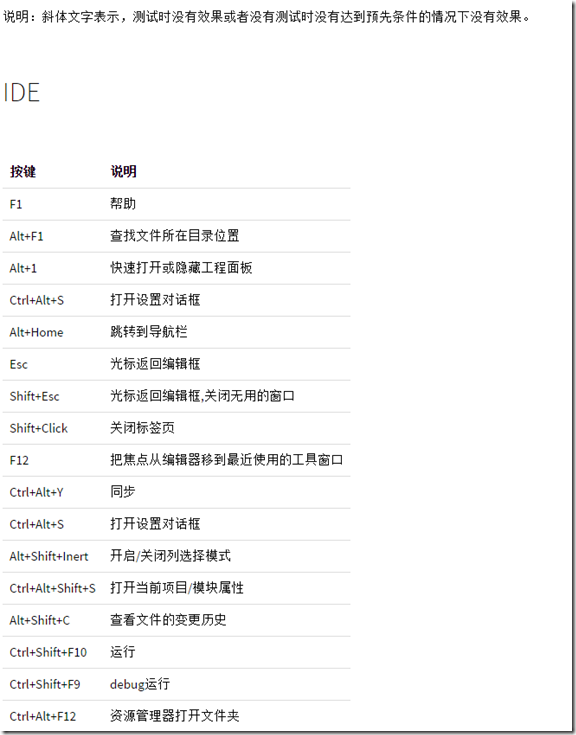 说明：斜体文字表示，测试时没有效果或者没有测试时没有达到预先条件的情况下没有效果。
IDE
按键 说明
F1 帮助
Alt+F1 查找文件所在目录位置
Alt+1 快速打开或隐藏工程面板
Ctrl+Alt+S 打开设置对话框
Alt+Home 跳转到导航栏
Esc 光标返回编辑框
Shift+Esc 光标返回编辑框,关闭无用的窗口
Shift+Click 关闭标签页
F12 把焦点从编辑器移到最近使用的工具窗口
Ctrl+Alt+Y 同步
Ctrl+Alt+S 打开设置对话框
Alt+Shift+Inert 开启/关闭列选择模式
Ctrl+Alt+Shift+S 打开当前项目/模块属性
Alt+Shift+C 查看文件的变更历史
Ctrl+Shift+F10 运行
Ctrl+Shift+F9 debug运行
Ctrl+Alt+F12 资源管理器打开文件夹